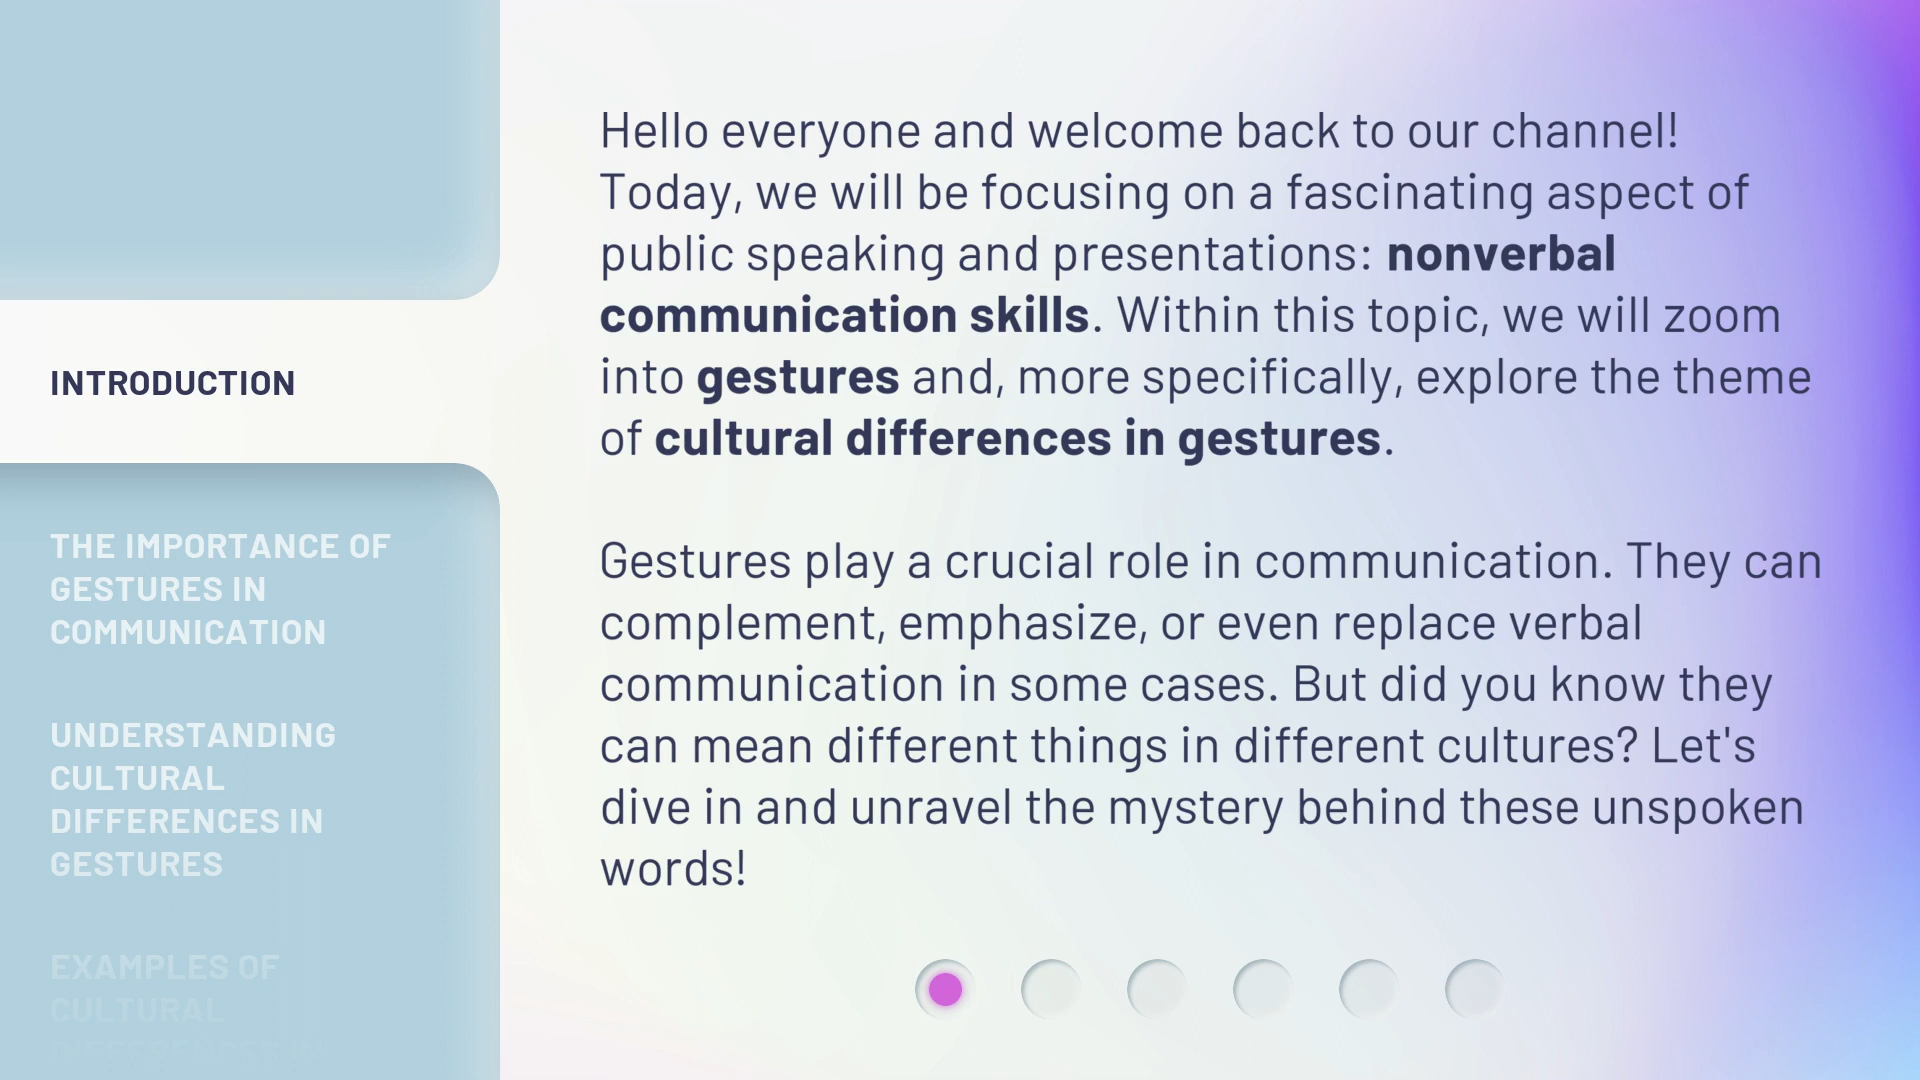 INTRODUCTION
THE IMPORTANCE OF
GESTURES IN
COMMUNICATION
UNDERSTANDING
CULTURAL
DIFFERENCES IN
GESTURES
EXAMPLES OF
CULTURAL
DIFFERENCES IN
Hello everyone and welcome back to our channel!
Today, we will be focusing on a fascinating aspect of
public speaking and presentations: nonverbal
communication skills. Within this topic, we will zoom
into gestures and, more specifically, explore the theme
of cultural differences in gestures.
Gestures play a crucial role in communication. They can
complement, emphasize, or even replace verbal
communication in some cases. But did you know they
can mean different things in different cultures? Let's
dive in and unravel the mystery behind these unspoken
words!